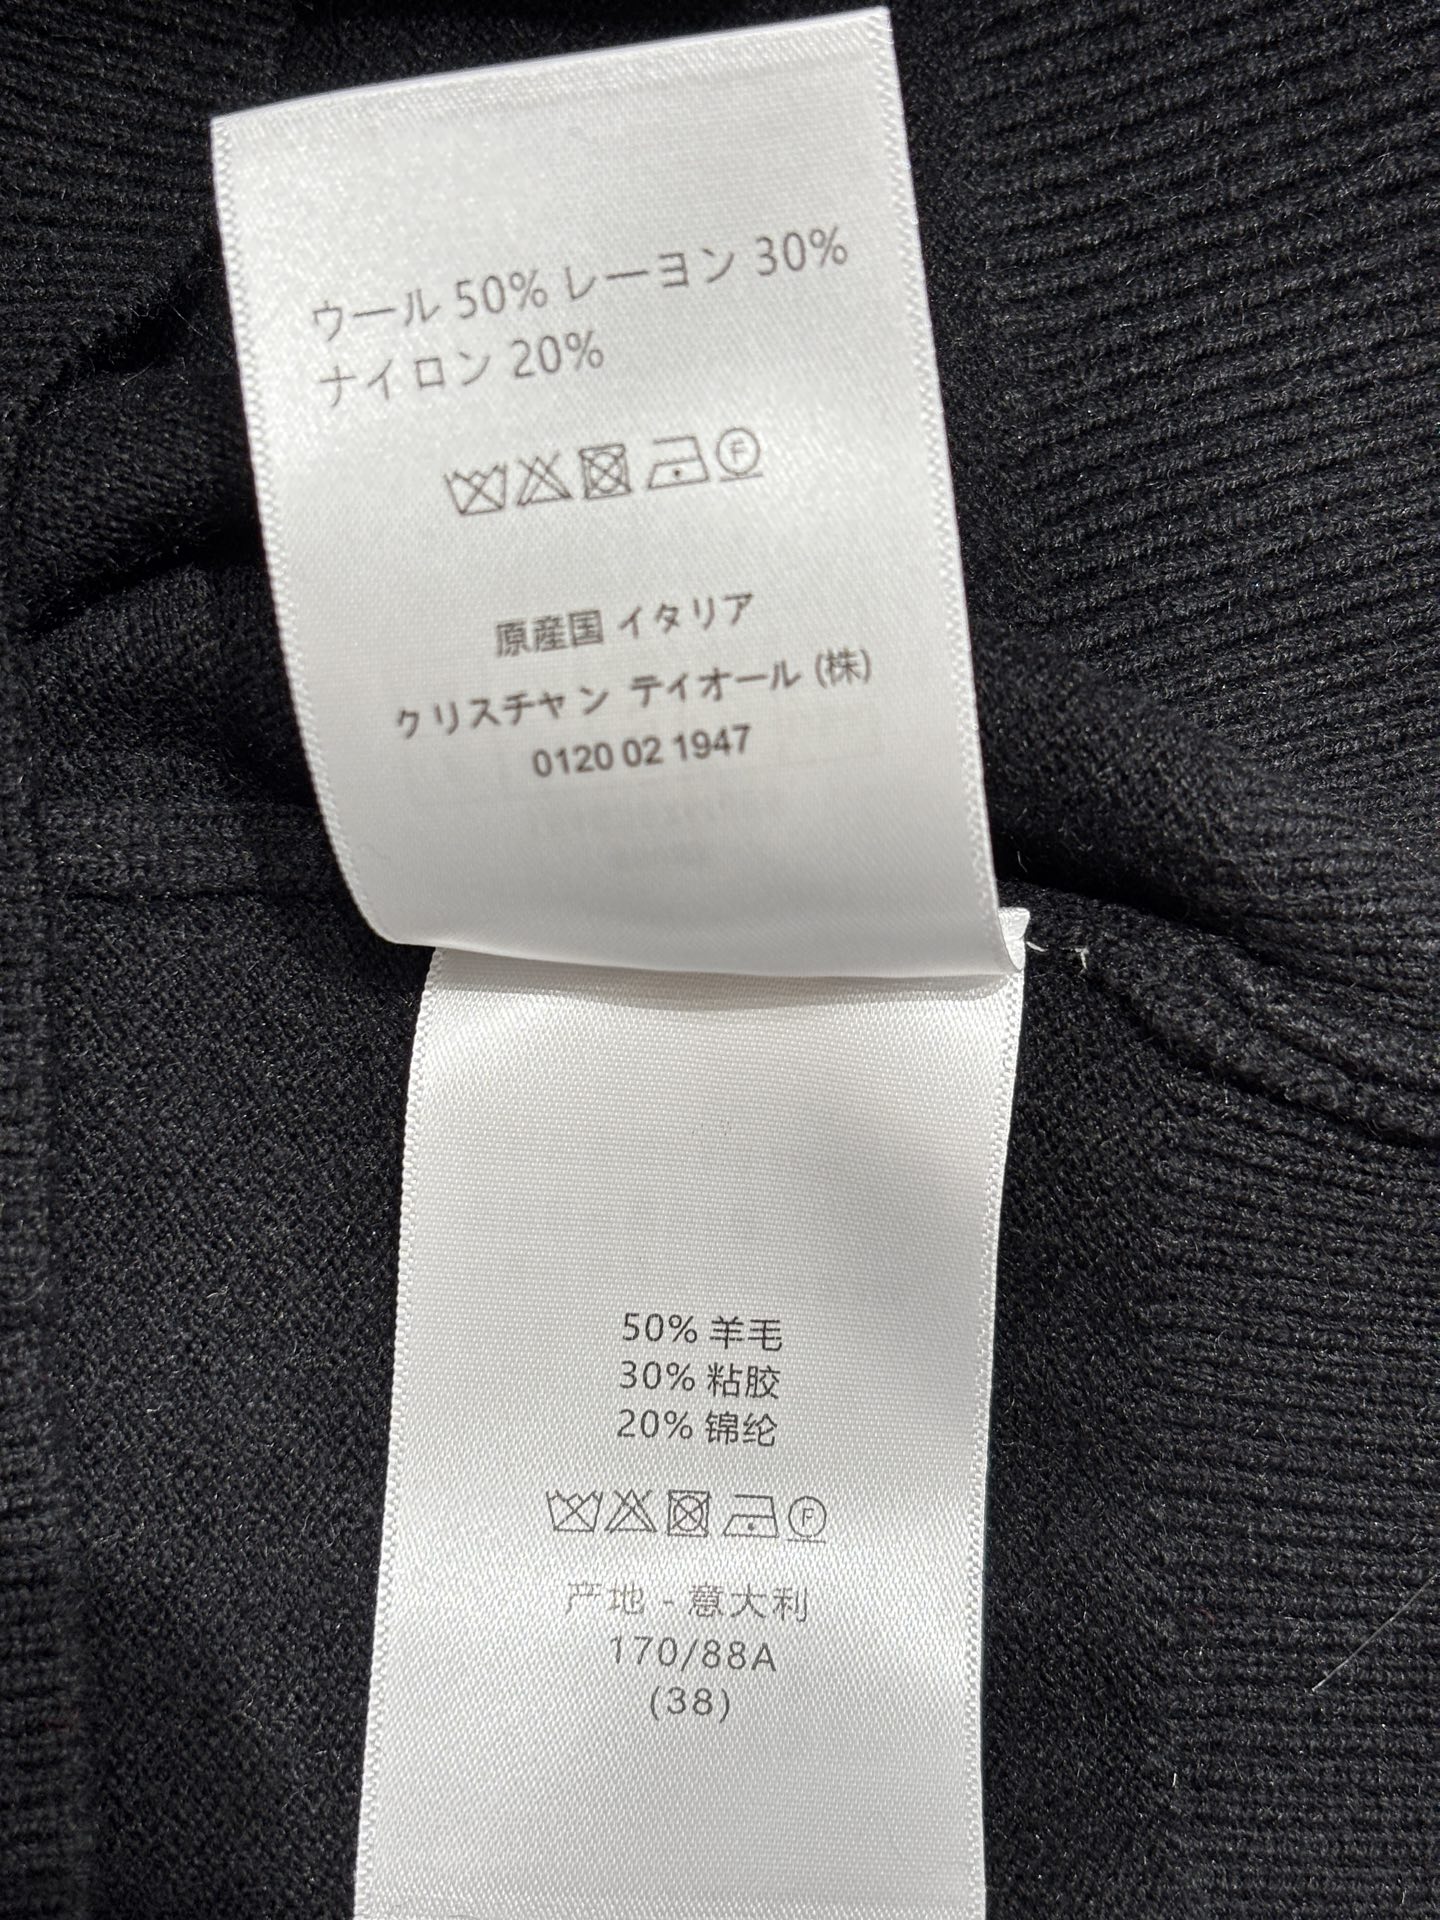 ウール 50% レーヨン 30%
ナイロン 20%
F
原産国 イタリア
クリスチャン ディオール (株)
0120 02 1947
50% 羊毛
30% 粘胶
20% 锦纶
F
产地 - 意大利
170/88A
(38)